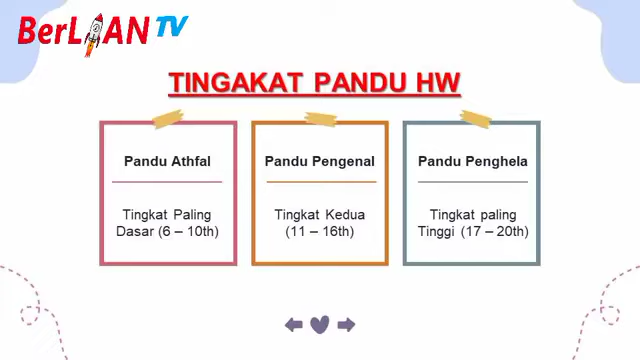 BerLIAN TV
TINGAKAT PANDU HW
Pandu Athfal
Tingkat Paling
Dasar (6 – 10th)
Pandu Pengenal
Tingkat Kedua
(11 – 16th)
Pandu Penghela
Tingkat paling
Tinggi (17 – 20th)